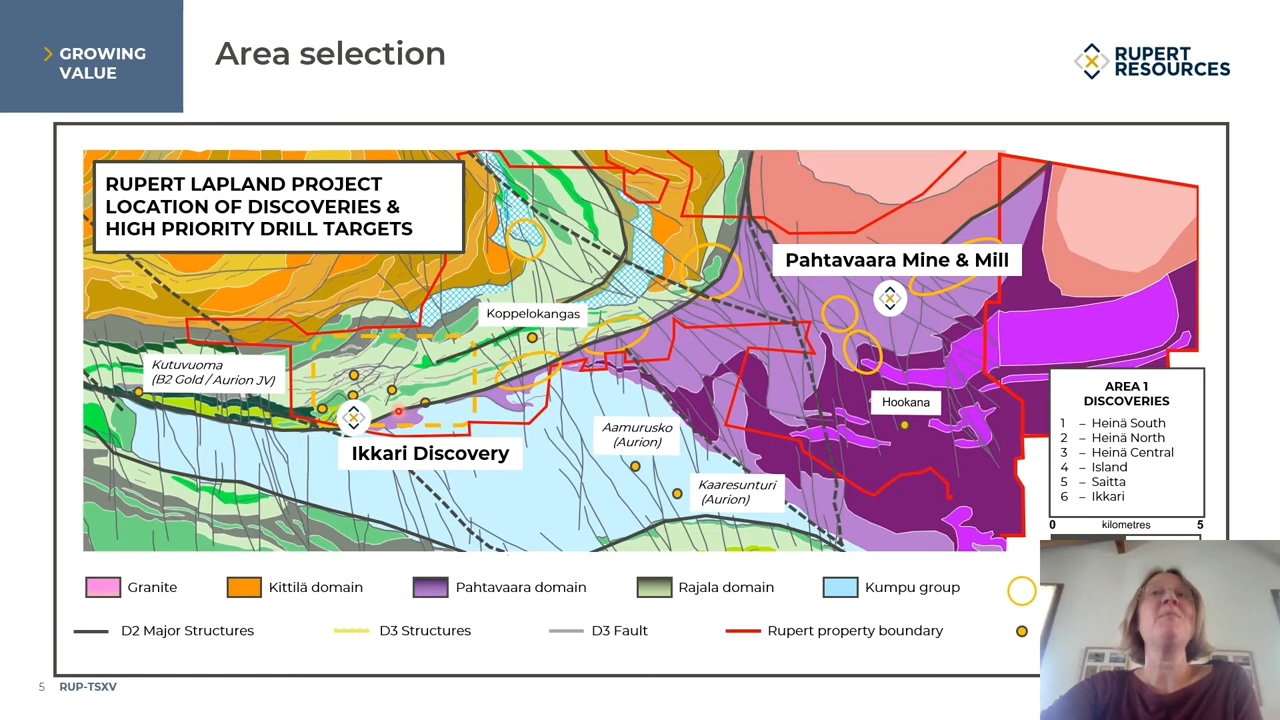 GROWING
VALUE
Area selection
RUPERT
RESOURCES
RUPERT LAPLAND PROJECT
LOCATION OF DISCOVERIES &
HIGH PRIORITY DRILL TARGETS
Pahtavaara Mine & Mill
Koppelokangas
Kutuvuoma
(B2 Gold / Aurion JV)
Hookana
Ikkari Discovery
Aamurusko
(Aurion)
Kaaresunturi
(Aurion)
AREA 1
DISCOVERIES
1 – Heinä South
2 – Heinä North
3 – Heinä Central
4 – Island
5 – Saitta
6 – Ikkari
0 kilometres 5
Granite Kittilä domain Pahtavaara domain Rajala domain Kumpu group
D2 Major Structures D3 Structures D3 Fault Rupert property boundary
5 RUP-TSXV